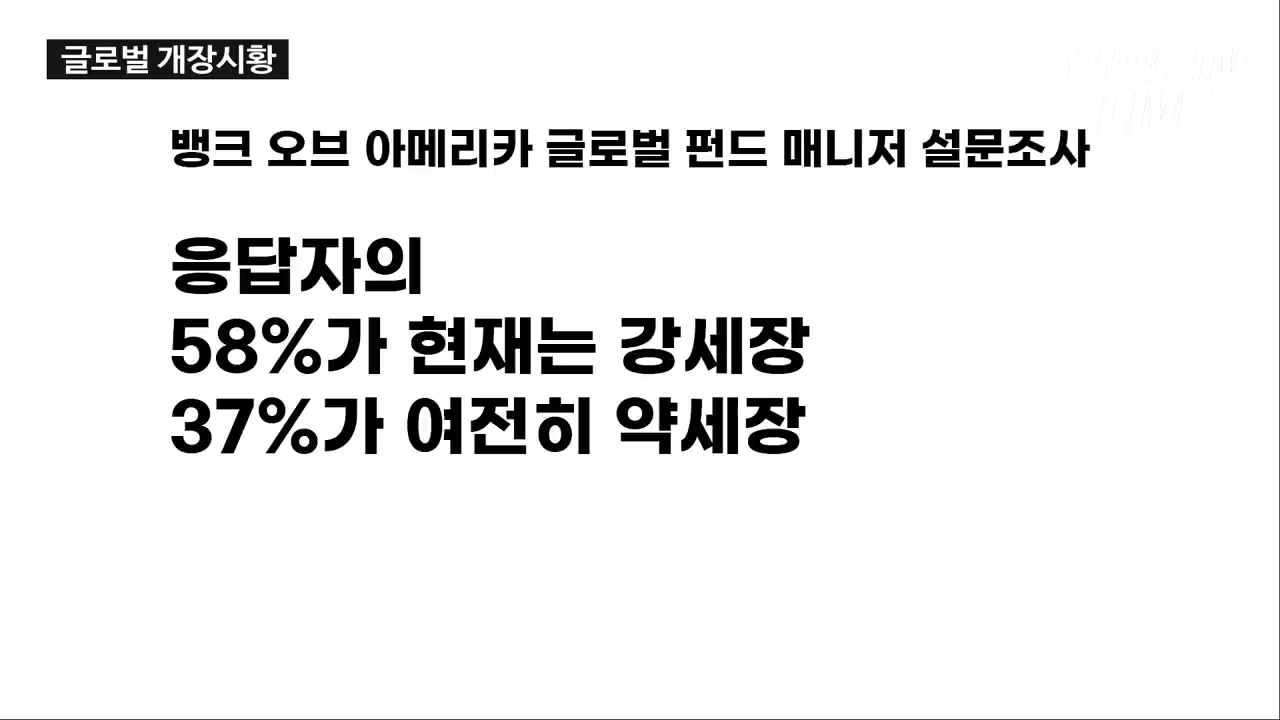 글로벌 개장시황
뱅크 오브 아메리카 글로벌 펀드 매니저 설문조사
응답자의
58%가 현재는 강세장
37%가 여전히 약세장